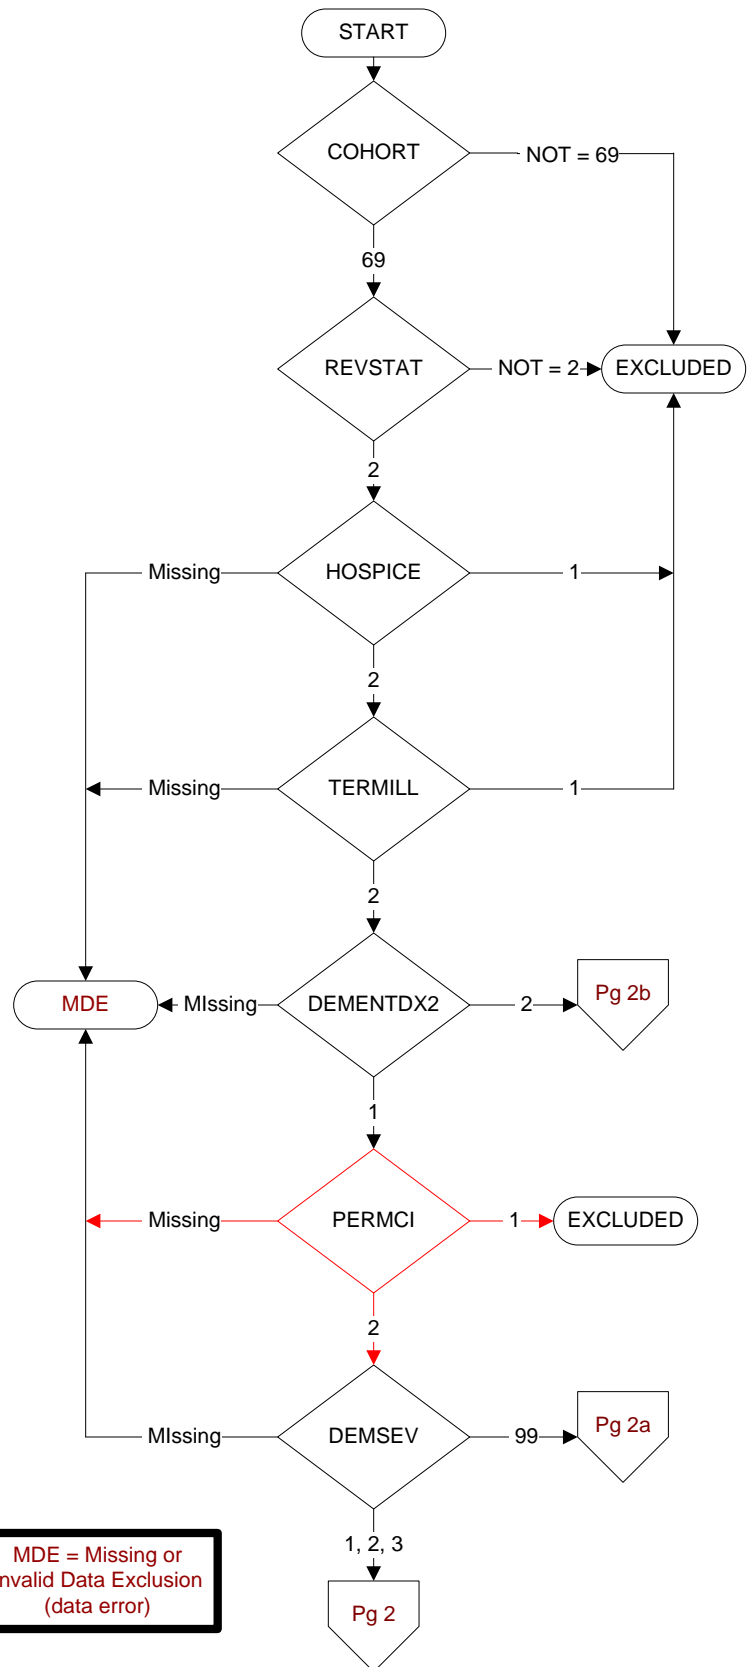 START
COHORT
NOT = 69
69
REVSTAT
NOT = 2
EXCLUDED
2
Missing
HOSPICE
1
2
Missing
TERMILL
1
2
MDE
MIssing
DEMENTDX2
2
Pg 2b
1
Missing
PERMCI
1
EXCLUDED
2
MIssing
DEMSEV
99
Pg 2a
1, 2, 3
MDE = Missing or
nvalid Data Exclusion
(data error)
Pg 2